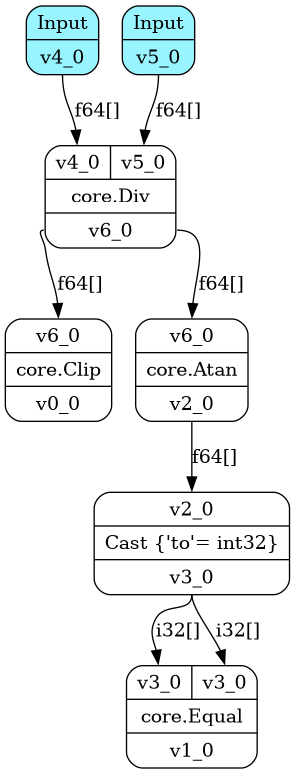 Input
v4_0
Input
v5_0
f64[]
f64[]
v4_0
v5_0
core.Div
v6_0
f64[]
f64[]
v6_0
core.Clip
v0_0
v6_0
core.Atan
v2_0
f64[]
v2_0
Cast {'to'= int32}
v3_0
i32[]
i32[]
v3_0
v3_0
core.Equal
v1_0